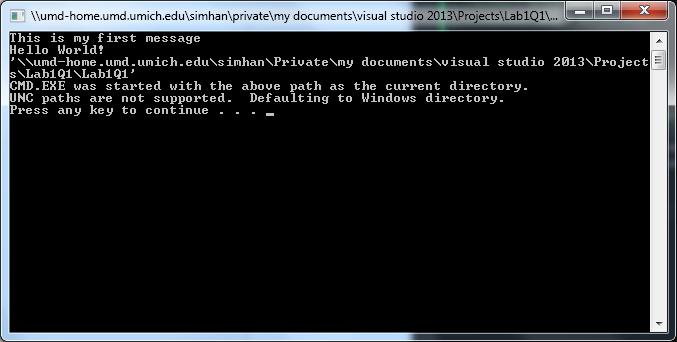 \\umd-home.umd.umich.edu\simhan\private\my documents\visual studio 2013\Projects\Lab1Q1\...
This is my first message
Hello World!
'\\umd-home.umd.umich.edu\simhan\Private\my documents\visual studio 2013\Project
s\Lab1Q1\Lab1Q1'
CMD.EXE was started with the above path as the current directory.
UNC paths are not supported.  Defaulting to Windows directory.
Press any key to continue . . . _